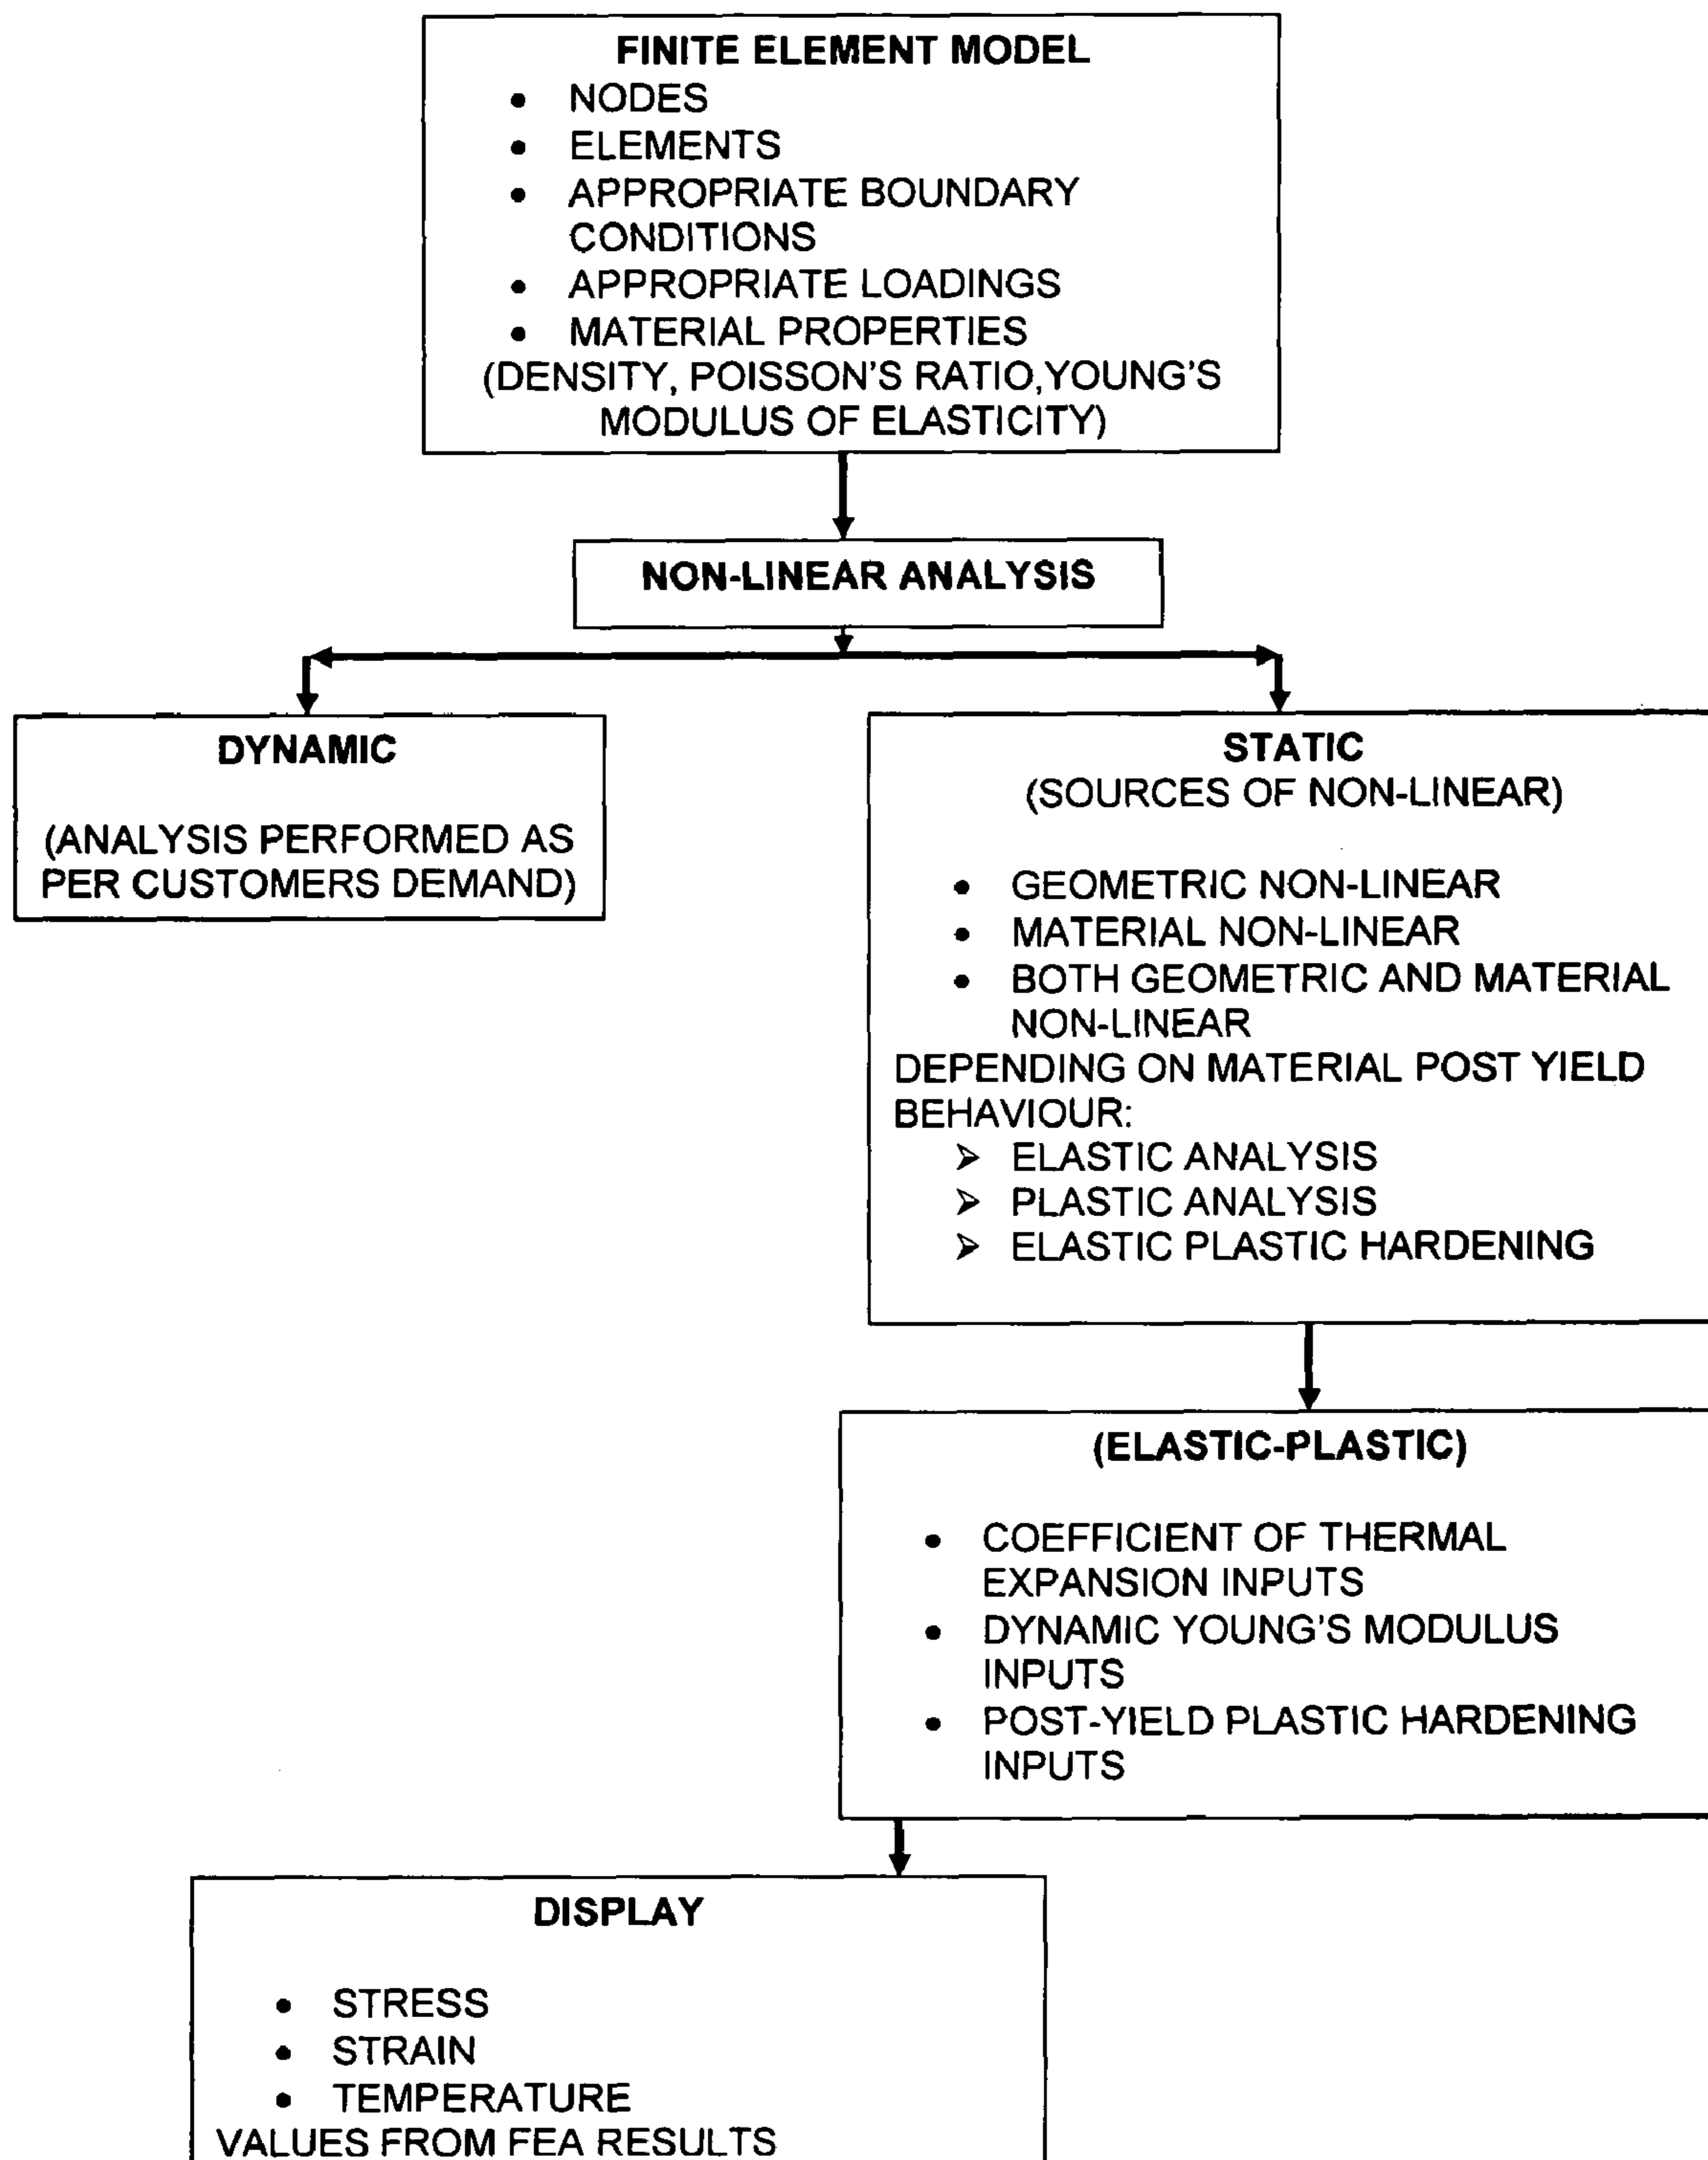 FINITE ELEMENT MODEL
• NODES
• ELEMENTS
• APPROPRIATE BOUNDARY
CONDITIONS
• APPROPRIATE LOADINGS
• MATERIAL PROPERTIES
(DENSITY, POISSON'S RATIO,YOUNG'S
MODULUS OF ELASTICITY)
NON-LINEAR ANALYSIS
DYNAMIC
(ANALYSIS PERFORMED AS
PER CUSTOMERS DEMAND)
STATIC
(SOURCES OF NON-LINEAR)
• GEOMETRIC NON-LINEAR
• MATERIAL NON-LINEAR
• BOTH GEOMETRIC AND MATERIAL
NON-LINEAR
DEPENDING ON MATERIAL POST YIELD
BEHAVIOUR:
➢ ELASTIC ANALYSIS
➢ PLASTIC ANALYSIS
➢ ELASTIC PLASTIC HARDENING
(ELASTIC-PLASTIC)
• COEFFICIENT OF THERMAL
EXPANSION INPUTS
• DYNAMIC YOUNG'S MODULUS
INPUTS
• POST-YIELD PLASTIC HARDENING
INPUTS
DISPLAY
• STRESS
• STRAIN
• TEMPERATURE
VALUES FROM FEA RESULTS